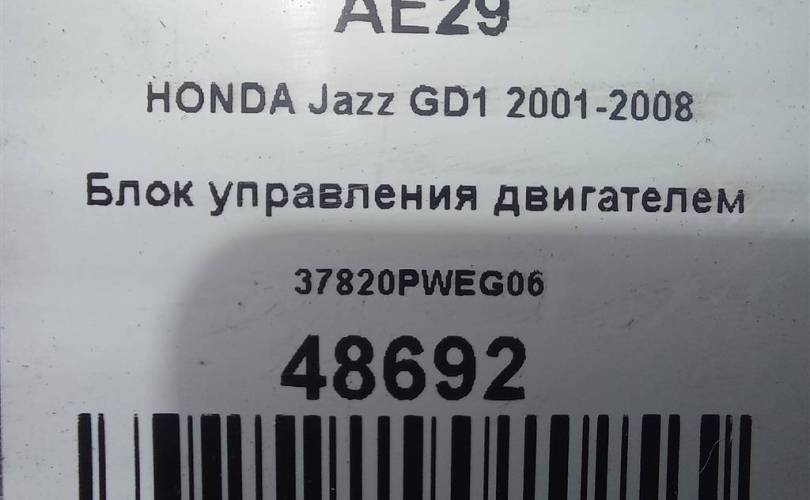 AE29
HONDA Jazz GD1 2001-2008
Блок управления двигателем
37820PWEG06
48692